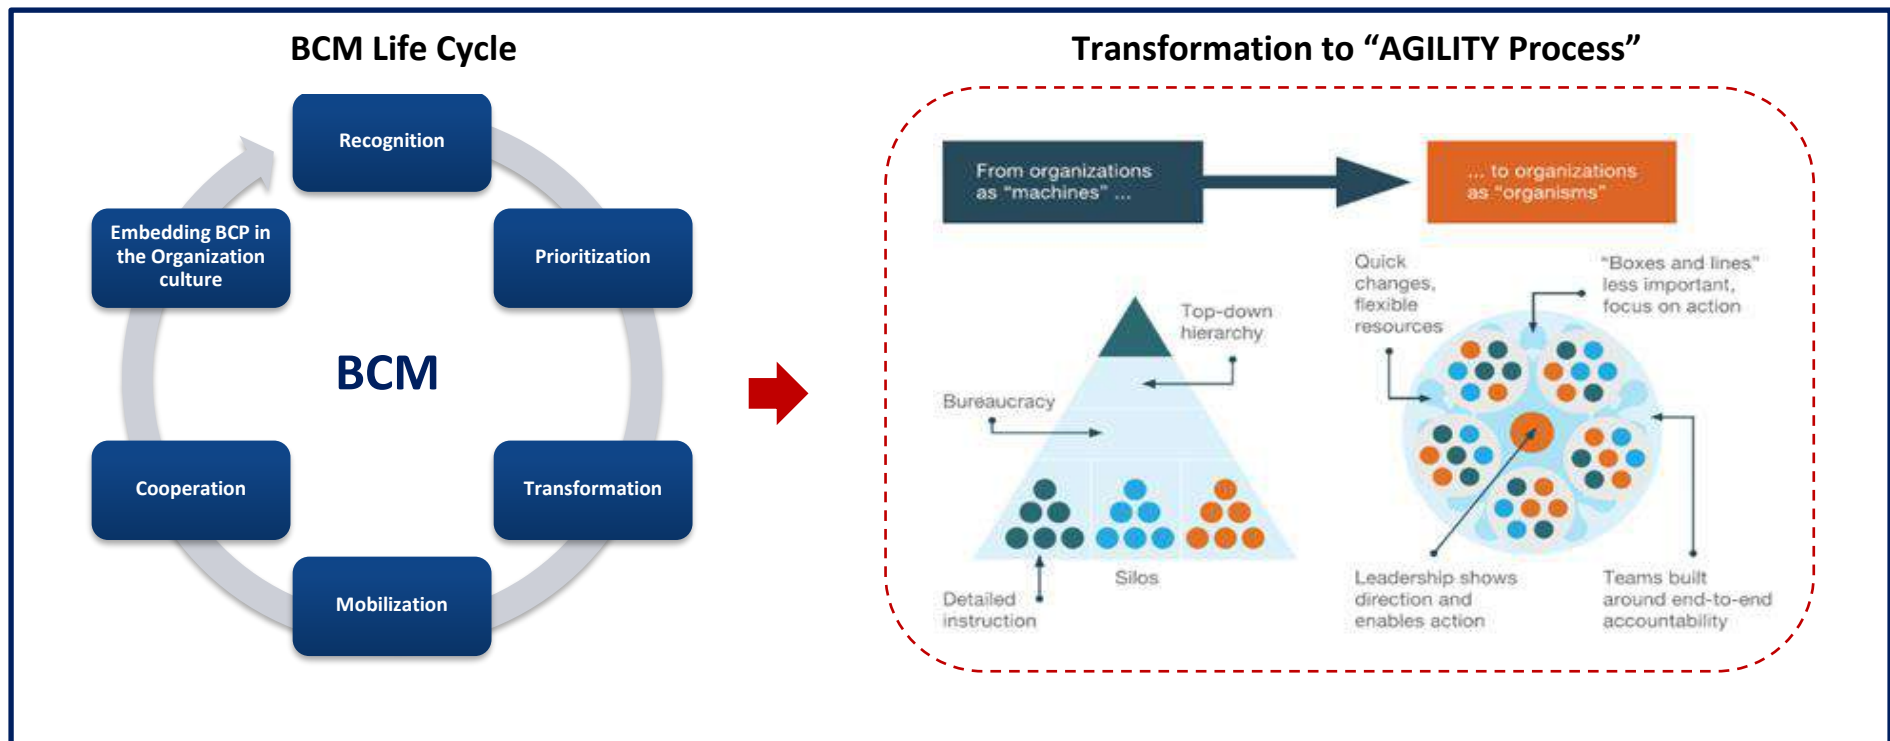 BCM Life Cycle
Recognition
Prioritization
Transformation
Mobilization
Cooperation
Embedding BCP in
the Organization
culture
BCM
Transformation to “AGILITY Process”
From organizations
as “machines” ...
... to organizations
as “organisms”
Top-down
hierarchy
Bureaucracy
Silos
Detailed
instruction
Quick
changes,
flexible
resources
“Boxes and lines”
less important,
focus on action
Leadership shows
direction and
enables action
Teams built
around end-to-end
accountability